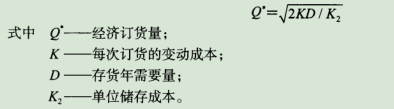 Q*=√2KD/K₂
式中 Q*——经济订货量；
K——每次订货的变动成本；
D——存货年需要量；
K₂——单位储存成本。